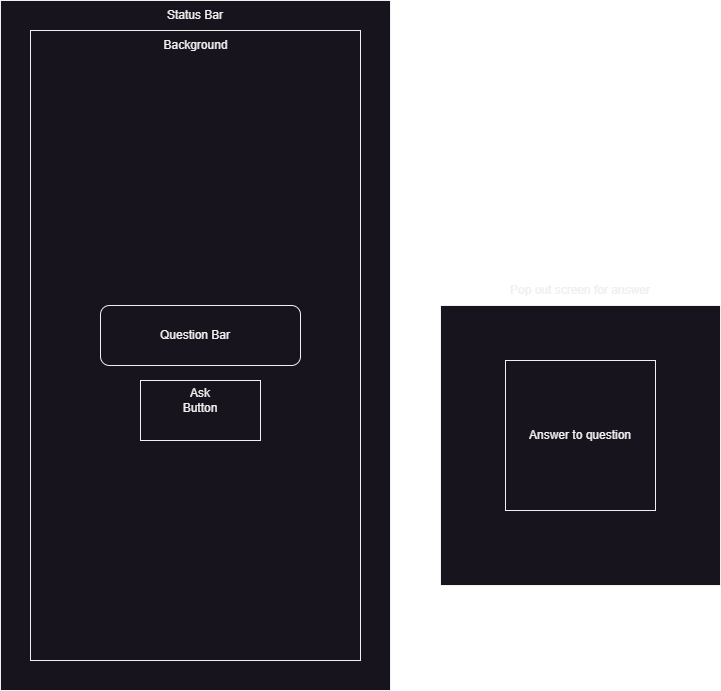 Status Bar
Background
Question Bar
Ask
Button
Pop out screen for answer
Answer to question